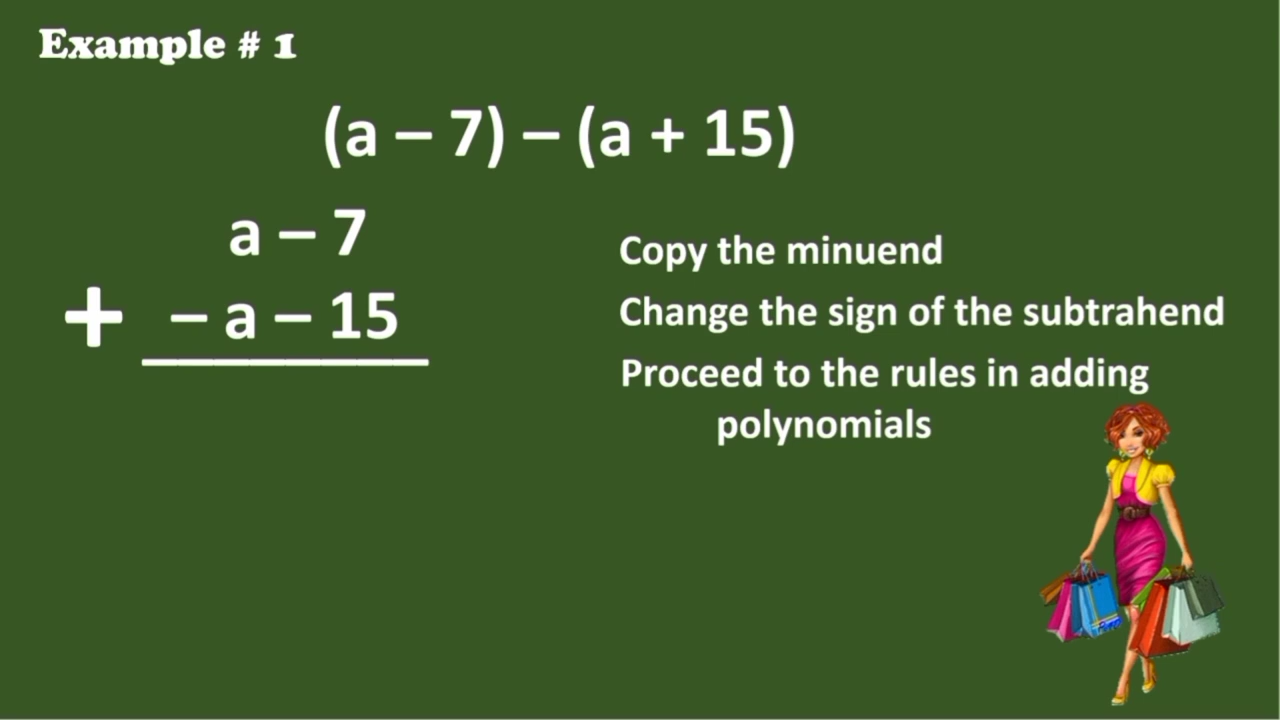 Example # 1
(a – 7) – (a + 15)
a – 7
+ – a – 15
Copy the minuend
Change the sign of the subtrahend
Proceed to the rules in adding
polynomials